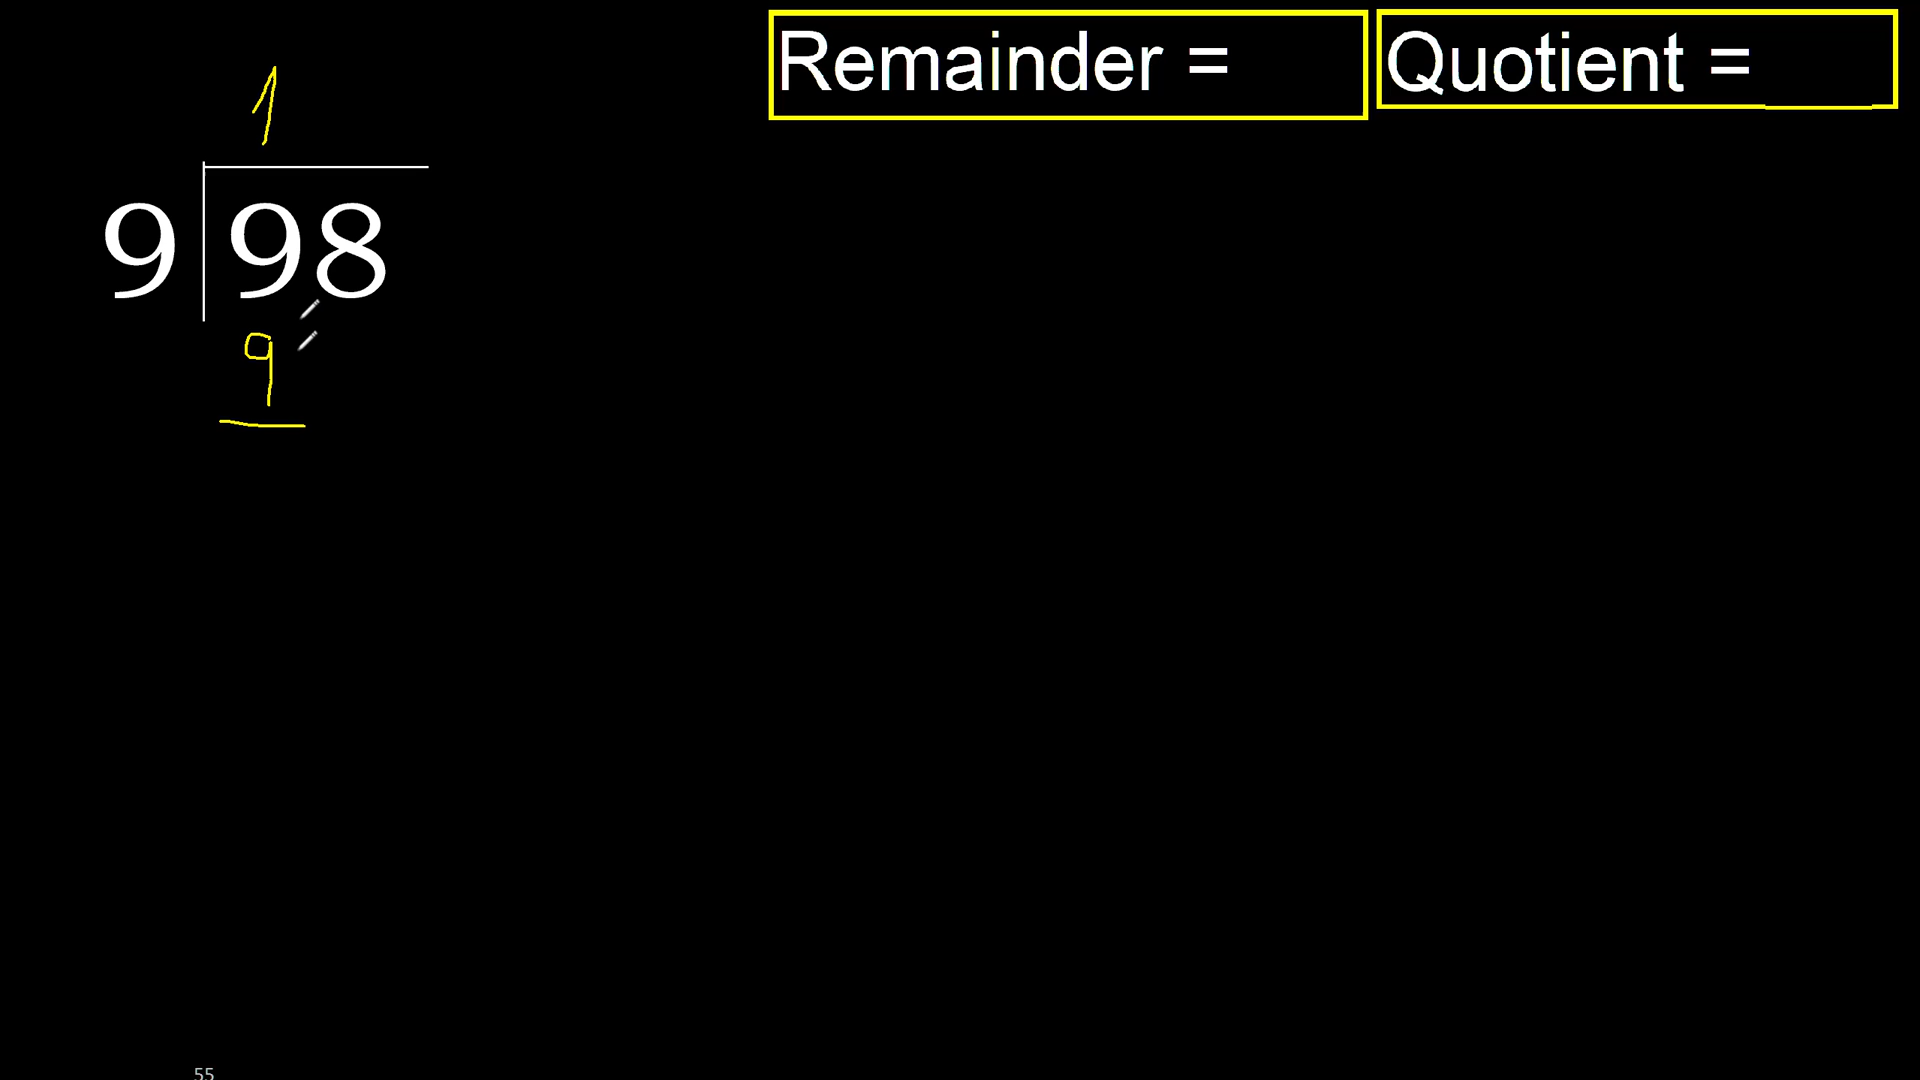 Remainder = Quotient =
1
9 98
9
55